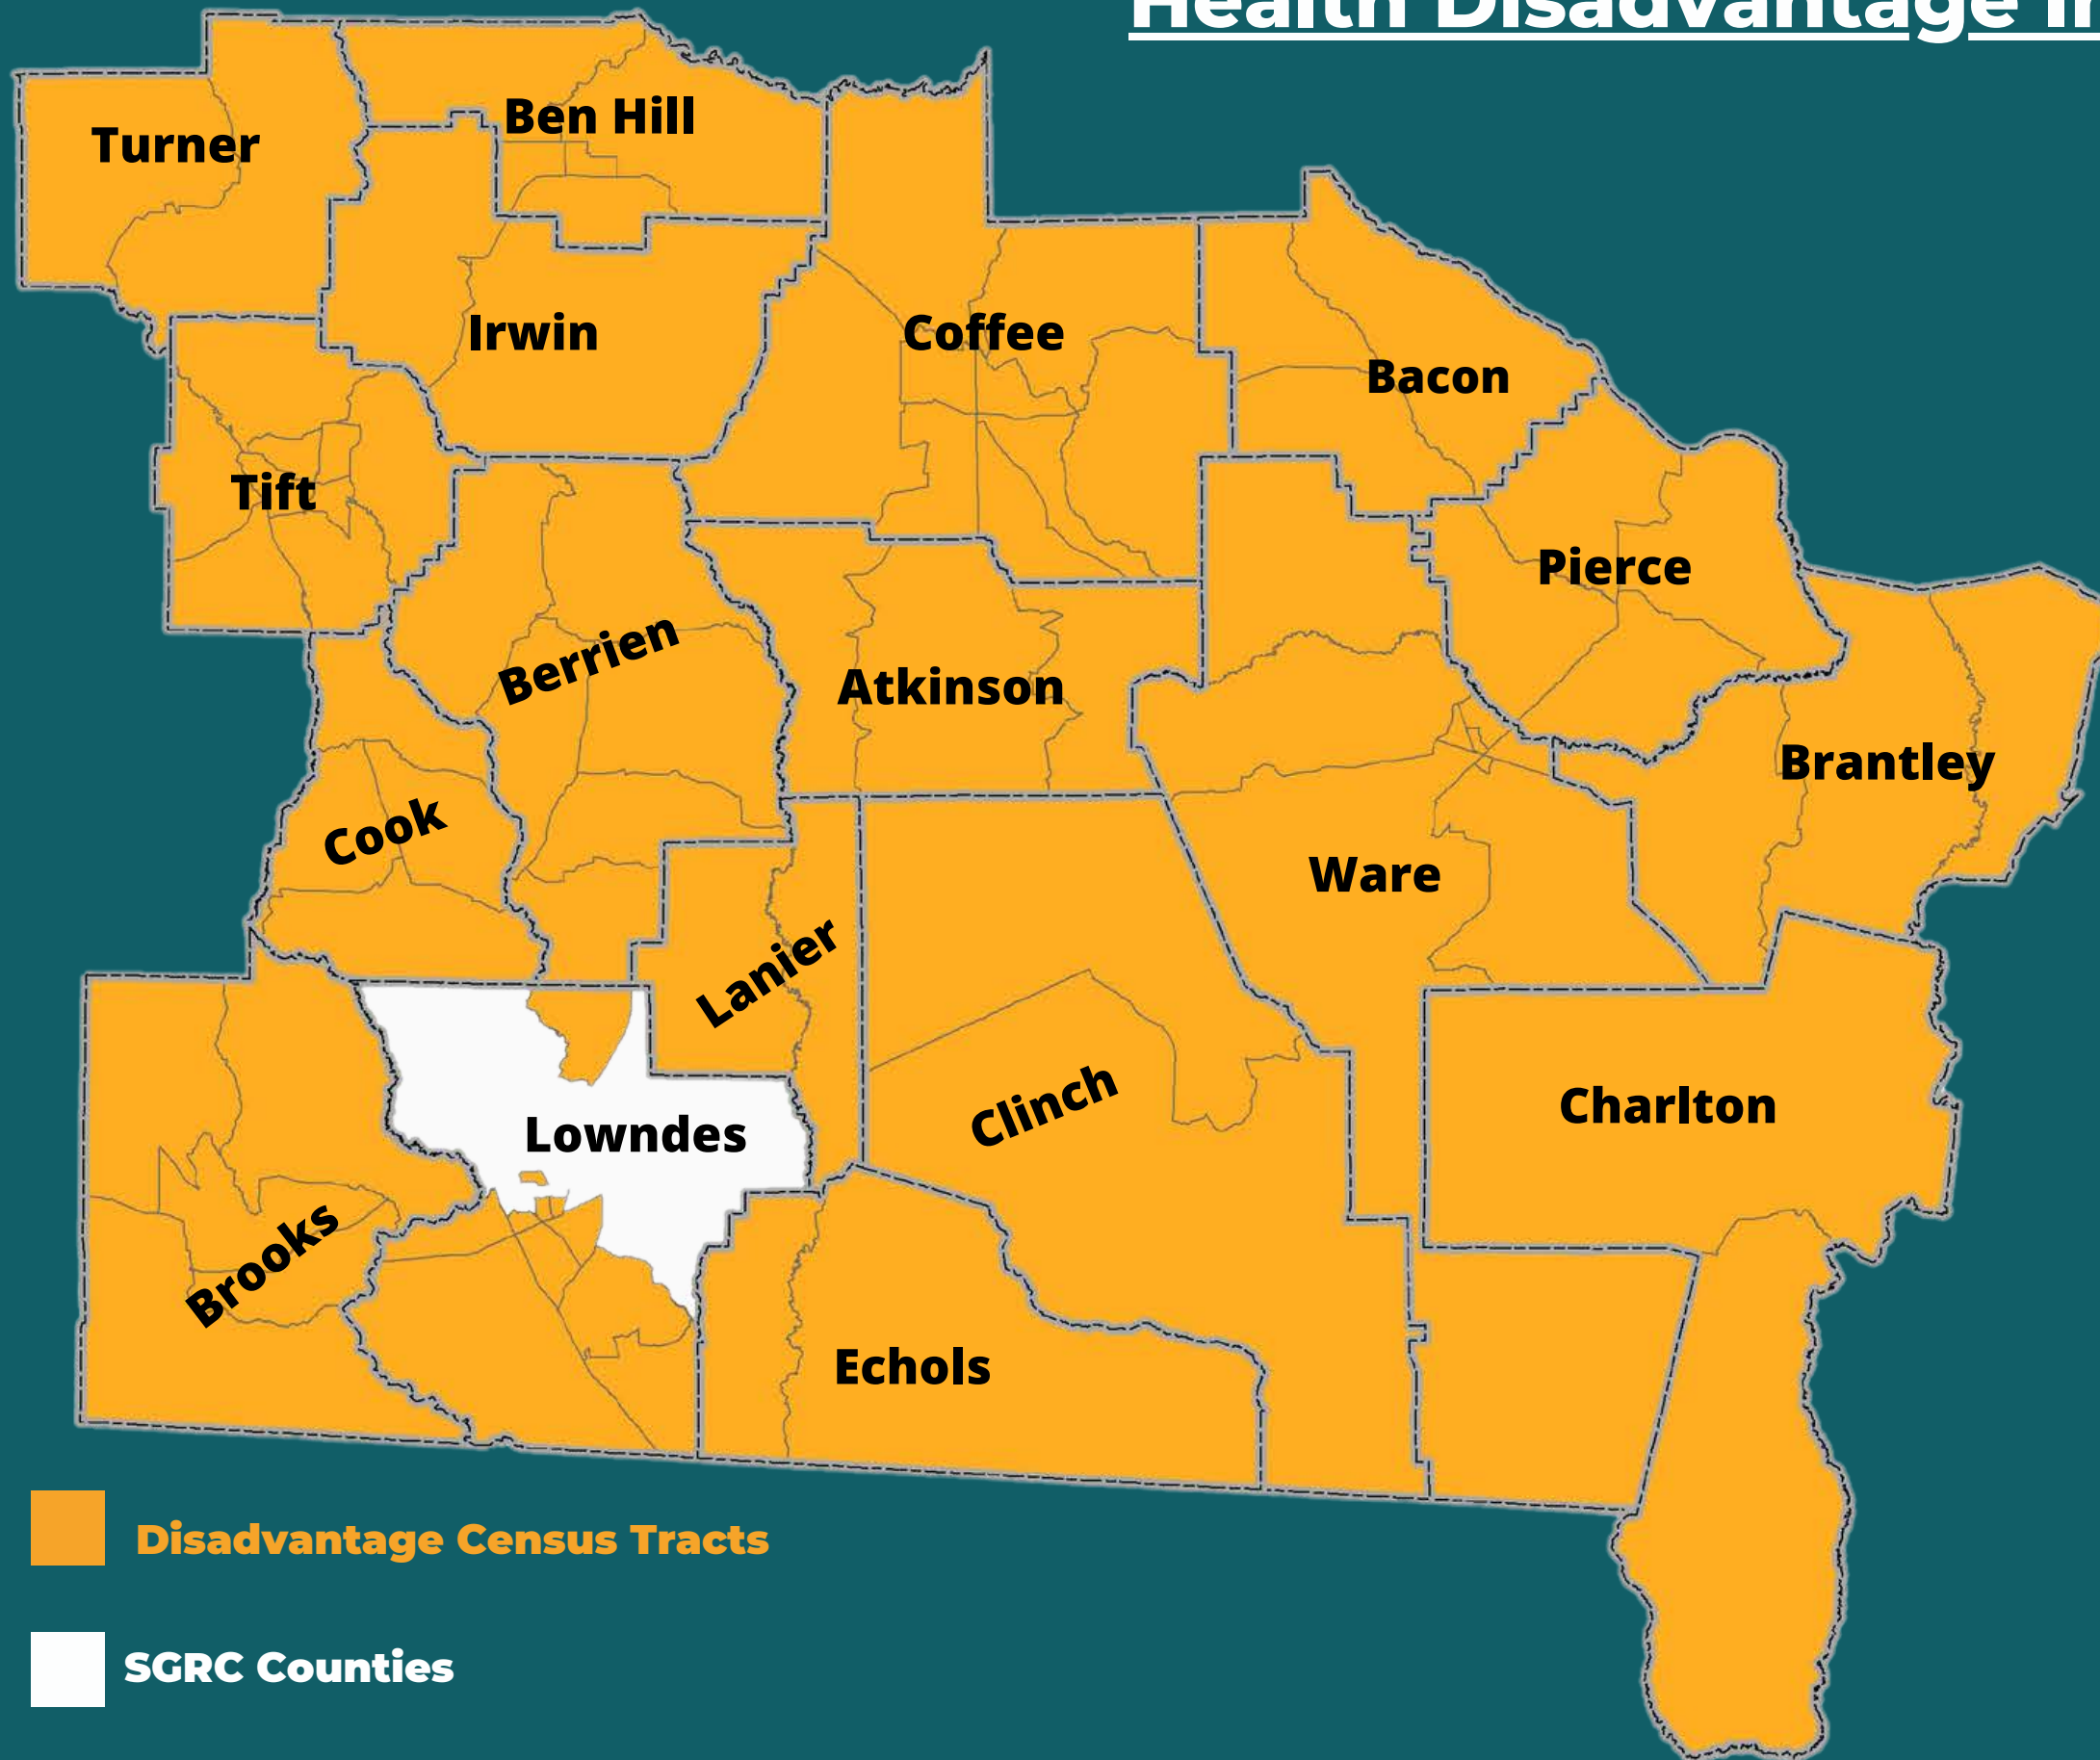 Health Disadvantage
Ben Hill
Turner
Irwin
Coffee
Bacon
Tift
Pierce
Berrien
Atkinson
Brantley
Cook
Ware
Lanier
Clinch
Charlton
Lowndes
Brooks
Echols
Disadvantage Census Tracts
SGRC Counties